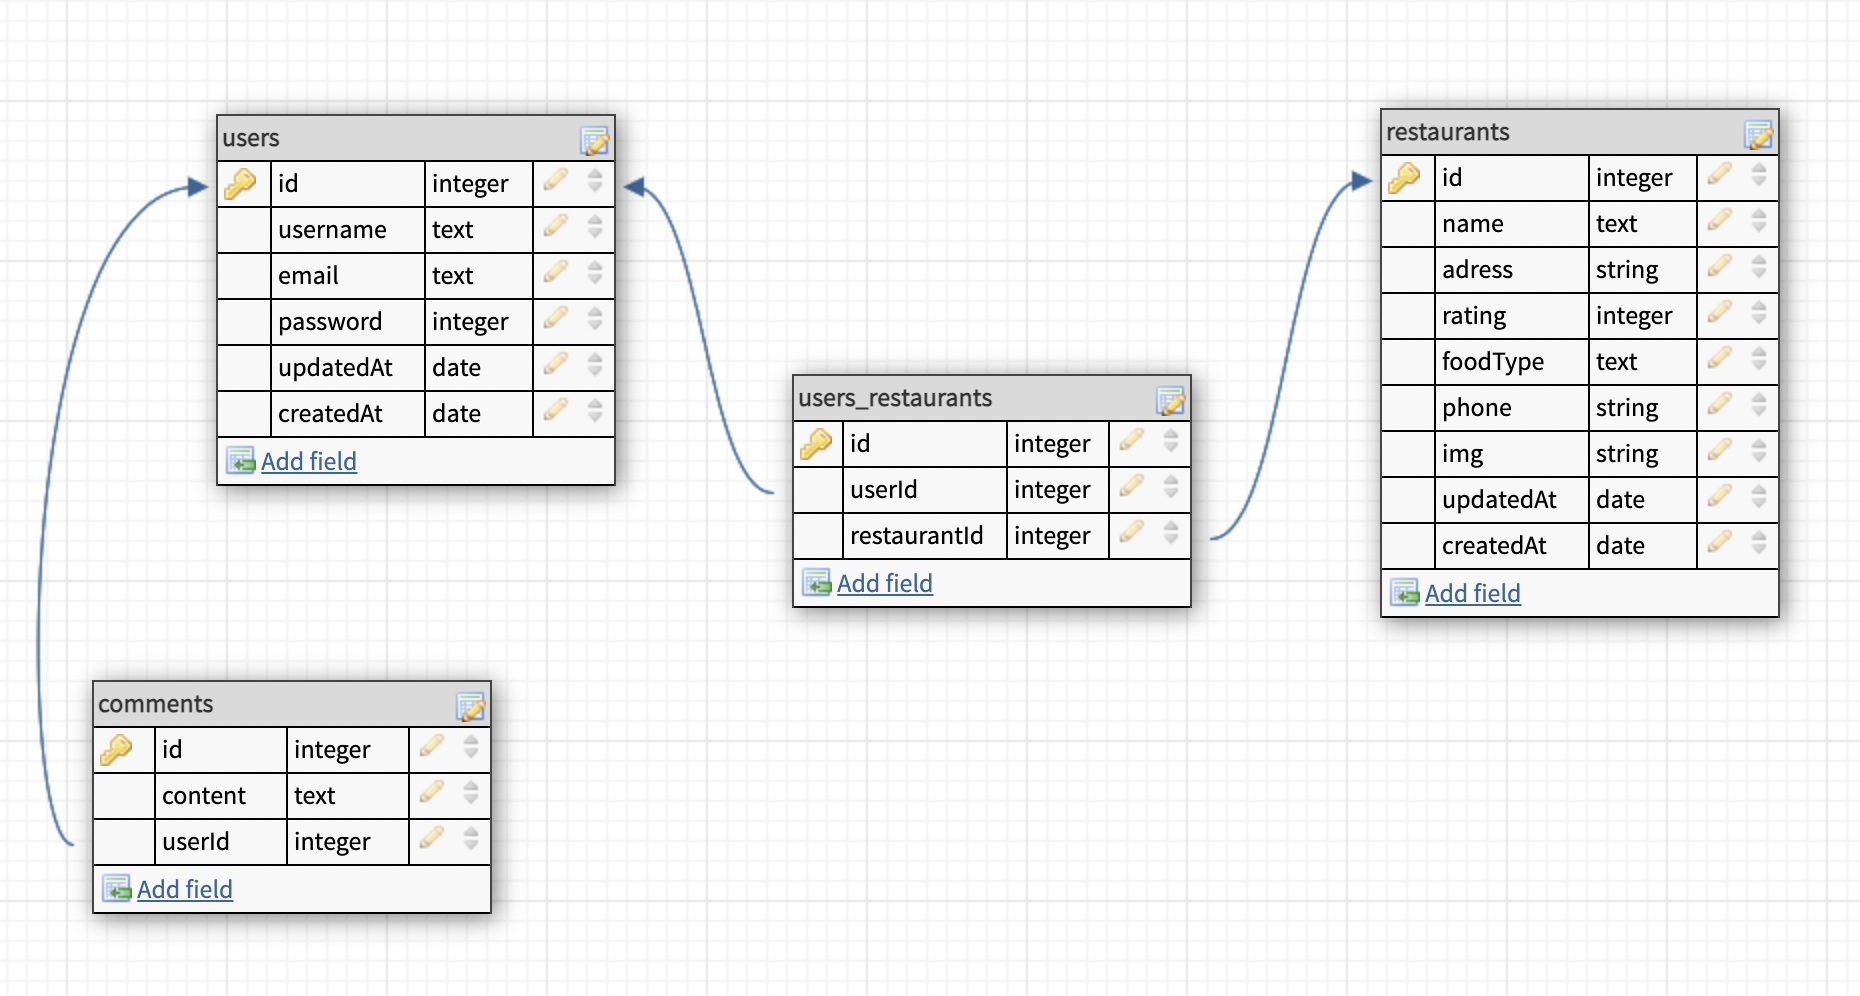 users
id integer
username text
email text
password integer
updatedAt date
createdAt date
Add field
users_restaurants
id integer
userId integer
restaurantId integer
Add field
restaurants
id integer
name text
adress string
rating integer
foodType text
phone string
img string
updatedAt date
createdAt date
Add field
comments
id integer
content text
userId integer
Add field